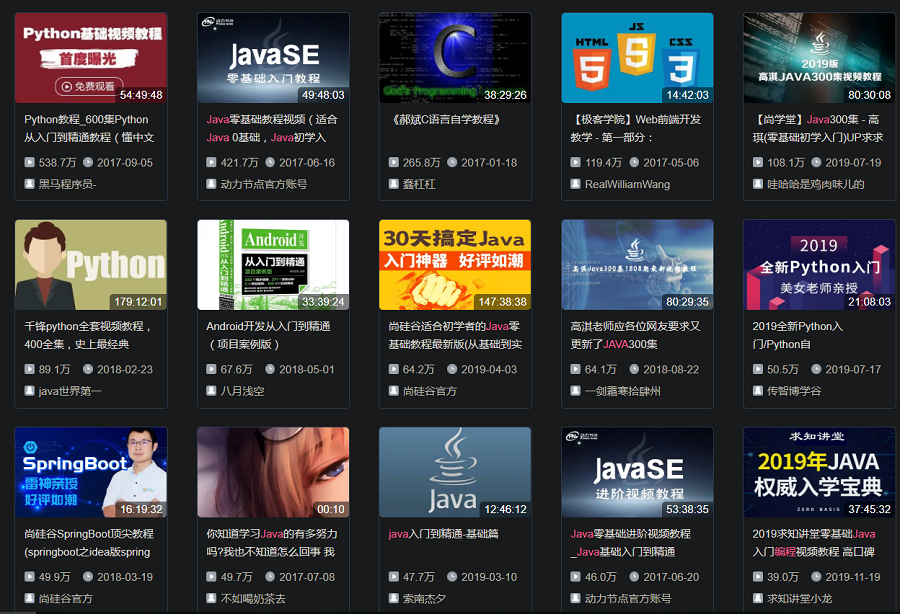 Python基础视频教程
首度曝光
免费观看
54:49:48
Python教程_600集Python
从入门到精通教程（懂中文
538.7万 2017-09-05
黑马程序员-
JavaSE
零基础入门教程
49:48:03
Java零基础教程视频（适合
Java 0基础，Java初学入
421.7万 2017-06-16
动力节点官方账号
C
God's Programming
38:29:26
《郝斌C语言自学教程》
265.8万 2017-01-18
蠢杠杠
HTML JS CSS
5 5 3
14:42:03
【极客学院】Web前端开发
教学 - 第一部分：
119.4万 2017-05-06
RealWilliamWang
2019版
高淇JAVA300集视频教程
80:30:08
【尚学堂】Java300集 - 高
琪(零基础初学入门)UP求求
108.1万 2019-07-19
哇哈哈是鸡肉味儿的
Python
179:12:01
千锋python全套视频教程，
400全集，史上最经典
89.1万 2018-02-23
java世界第一
Android开发
从入门到精通
项目案例版
33:39:24
Android开发从入门到精通
（项目案例版）
67.6万 2018-05-01
八月浅空
30天搞定Java
入门神器 好评如潮
147:38:38
尚硅谷适合初学者的Java零
基础教程最新版(从基础到实
64.2万 2019-04-03
尚硅谷官方
高淇Java300集1808期最新视频教程
80:29:35
高淇老师应各位网友要求又
更新了JAVA300集
64.1万 2018-08-22
一剑霜寒拾肆州
2019
全新Python入门
美女老师亲授
21:08:03
2019全新Python入
门/Python自
50.5万 2019-07-17
传智博学谷
SpringBoot
雷神亲授
好评如潮
16:19:32
尚硅谷SpringBoot顶尖教程
(springboot之idea版spring
49.9万 2018-03-19
尚硅谷官方
00:10
你知道学习Java的有多努力
吗?我也不知道怎么回事 我
49.7万 2017-07-08
不如喝奶茶去
Java
12:46:12
java入门到精通-基础篇
47.7万 2019-03-10
索南杰夕
JavaSE
进阶视频教程
53:38:35
Java零基础进阶视频教程
_Java基础入门到精通
46.0万 2017-06-20
动力节点官方账号
求知讲堂
2019年JAVA
权威入学宝典
ZERO BASIS
37:45:32
2019求知讲堂零基础Java
入门编程视频教程 高口碑
39.0万 2019-11-19
求知讲堂小龙